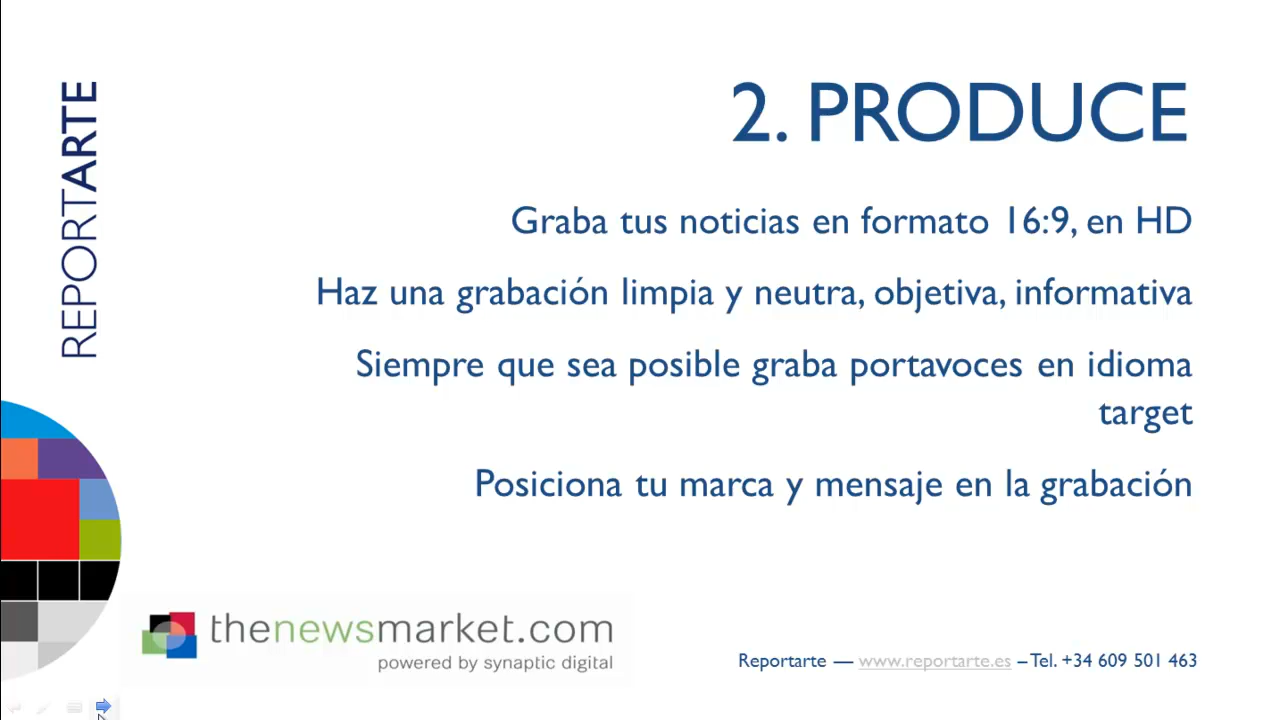 REPORTARTE
2. PRODUCE
Graba tus noticias en formato 16:9, en HD
Haz una grabación limpia y neutra, objetiva, informativa
Siempre que sea posible graba portavoces en idioma
target
Posiciona tu marca y mensaje en la grabación
thenewsmarket.com
powered by synaptic digital
Reportarte — www.reportarte.es – Tel. +34 609 501 463